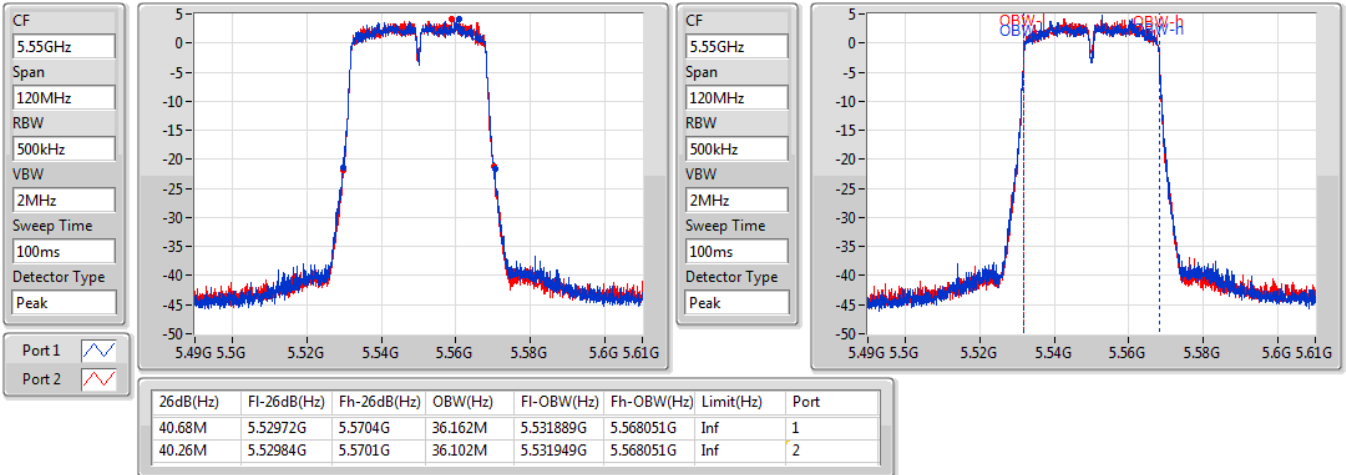 CF
5.55GHz
Span
120MHz
RBW
500kHz
VBW
2MHz
Sweep Time
100ms
Detector Type
Peak
Port 1
Port 2
5
0
-5
-10
-15
-20
-25
-30
-35
-40
-45
-50
5.49G 5.5G 5.52G 5.54G 5.56G 5.58G 5.6G 5.61G
CF
5.55GHz
Span
120MHz
RBW
500kHz
VBW
2MHz
Sweep Time
100ms
Detector Type
Peak
OBW-l OBW-h
OBW-l OBW-h
5
0
-5
-10
-15
-20
-25
-30
-35
-40
-45
-50
5.49G 5.5G 5.52G 5.54G 5.56G 5.58G 5.6G 5.61G
26dB(Hz) Fl-26dB(Hz) Fh-26dB(Hz) OBW(Hz) Fl-OBW(Hz) Fh-OBW(Hz) Limit(Hz) Port
40.68M 5.52972G 5.5704G 36.162M 5.531889G 5.568051G Inf 1
40.26M 5.52984G 5.5701G 36.102M 5.531949G 5.568051G Inf 2